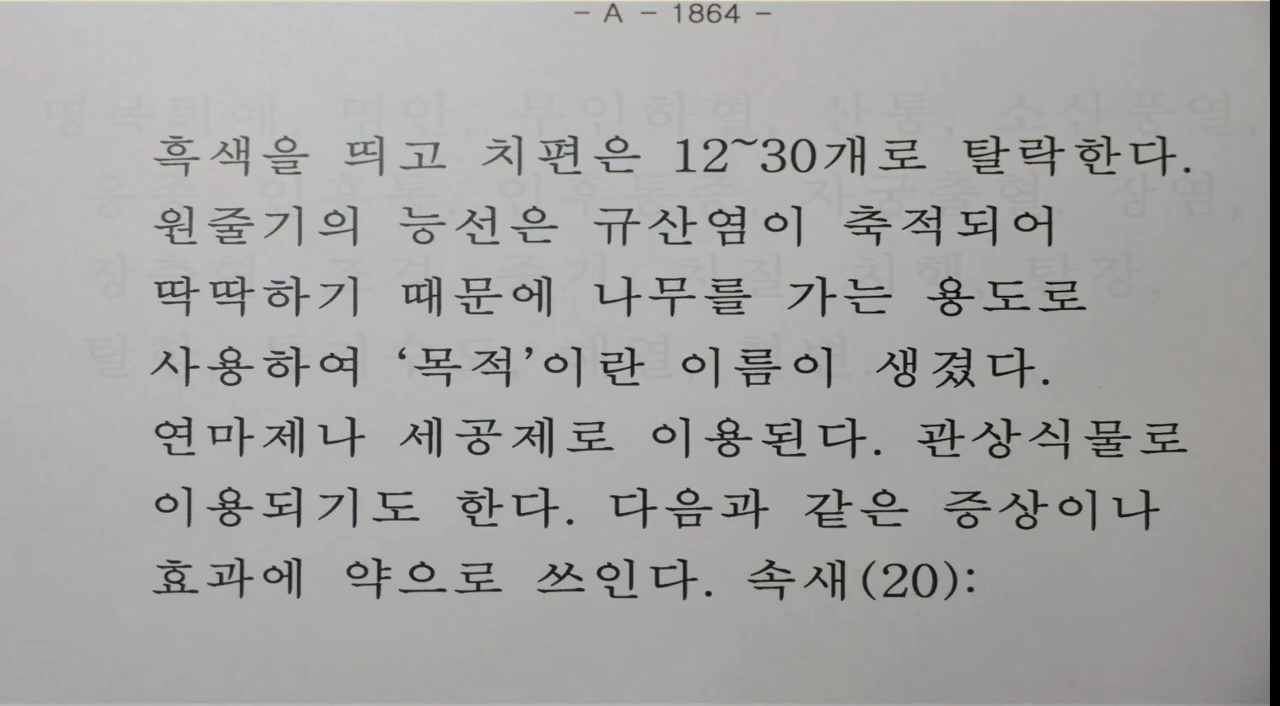 - A - 1864 -
흑색을 띄고 치편은 12~30개로 탈락한다.
원줄기의 능선은 규산염이 축적되어
딱딱하기 때문에 나무를 가는 용도로
사용하여 ‘목적’이란 이름이 생겼다.
연마제나 세공제로 이용된다. 관상식물로
이용되기도 한다. 다음과 같은 증상이나
효과에 약으로 쓰인다. 속새(20):